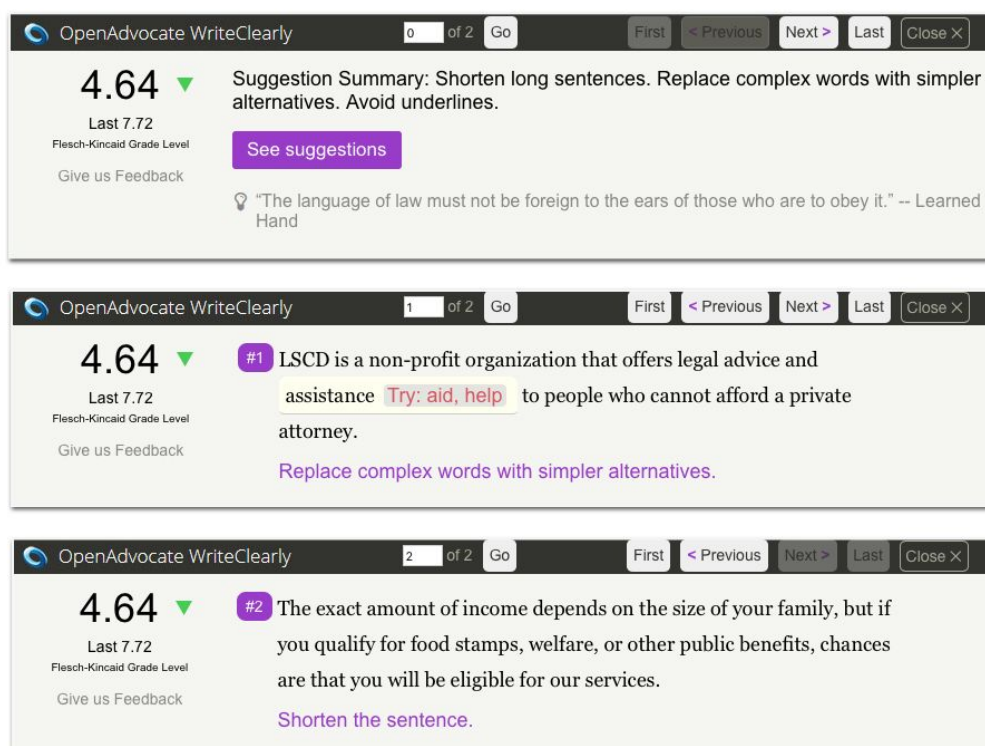 OpenAdvocate WriteClearly 0 of 2 Go First < Previous Next > Last Close ×
4.64
Last 7.72
Flesch-Kincaid Grade Level
Give us Feedback
Suggestion Summary: Shorten long sentences. Replace complex words with simpler
alternatives. Avoid underlines.
See suggestions
“The language of law must not be foreign to the ears of those who are to obey it.” -- Learned
Hand
OpenAdvocate WriteClearly 1 of 2 Go First < Previous Next > Last Close ×
4.64
Last 7.72
Flesch-Kincaid Grade Level
Give us Feedback
#1 LSCD is a non-profit organization that offers legal advice and
assistance Try: aid, help to people who cannot afford a private
attorney.
Replace complex words with simpler alternatives.
OpenAdvocate WriteClearly 2 of 2 Go First < Previous Next > Last Close ×
4.64
Last 7.72
Flesch-Kincaid Grade Level
Give us Feedback
#2 The exact amount of income depends on the size of your family, but if
you qualify for food stamps, welfare, or other public benefits, chances
are that you will be eligible for our services.
Shorten the sentence.